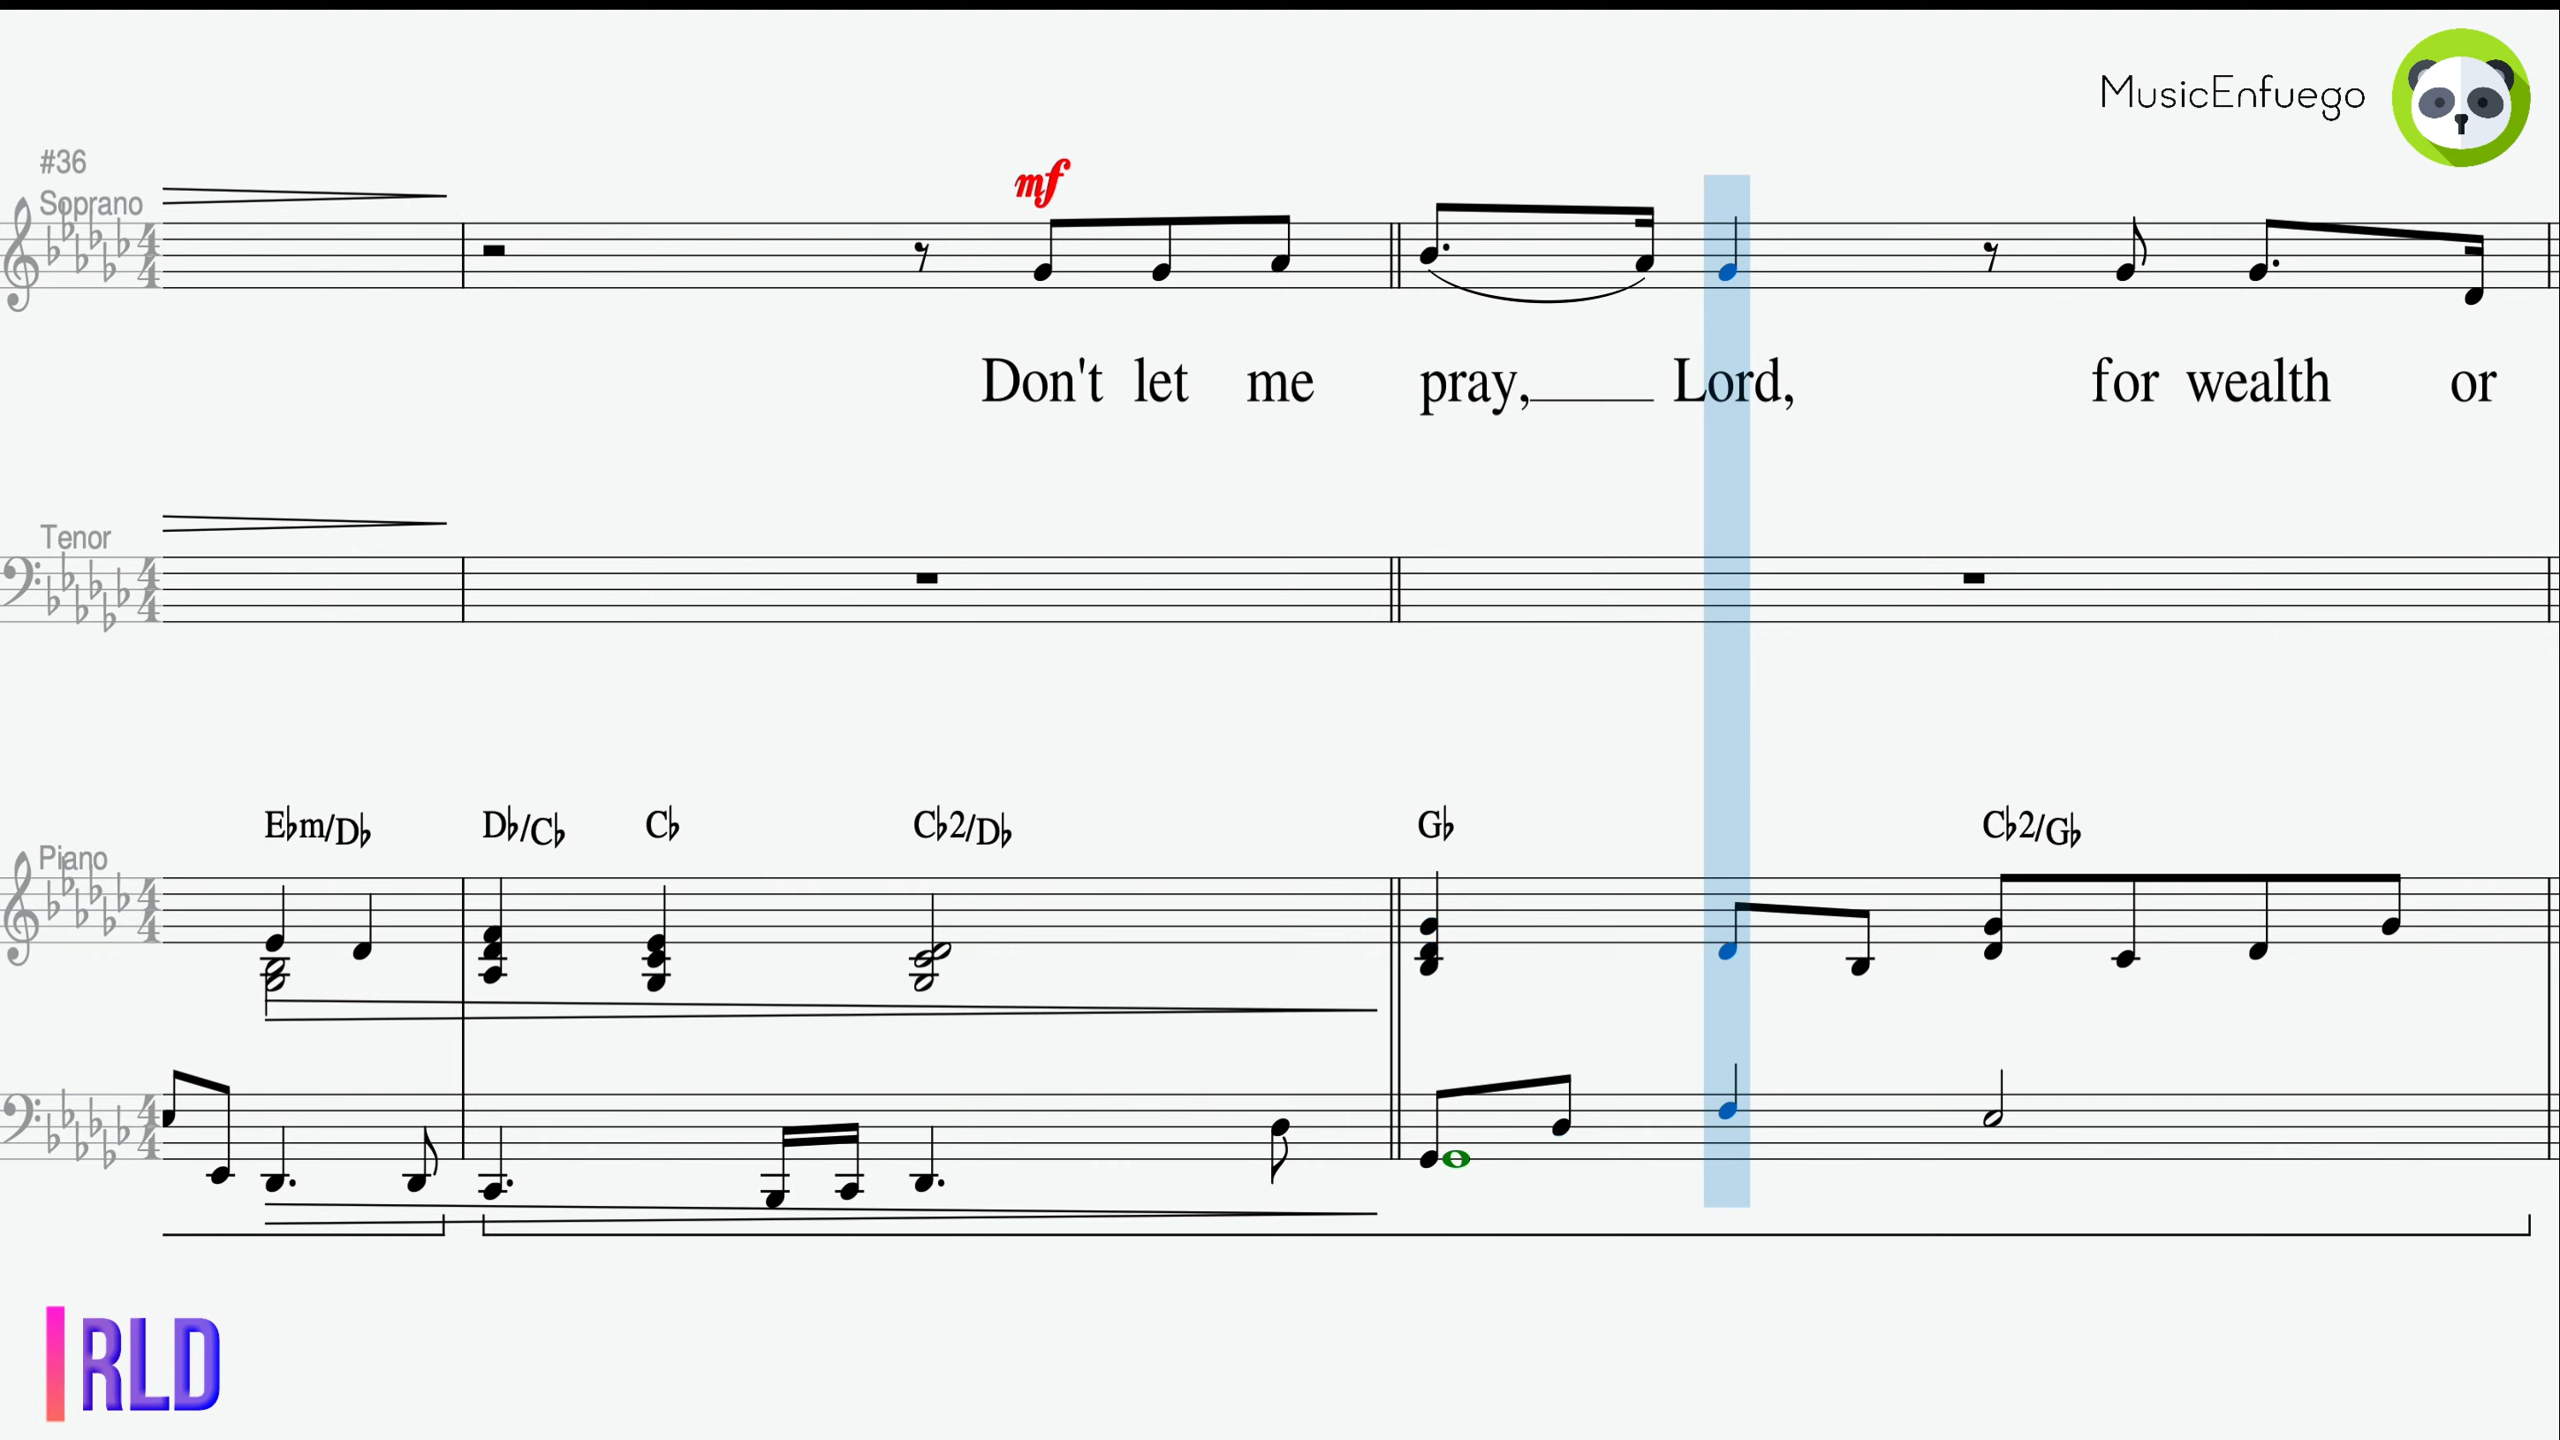 MusicEnfuego
#36
Soprano
mf
Don't let me pray, Lord, for wealth or
Tenor
E♭m/D♭ D♭/C♭ C♭ C♭2/D♭ G♭ C♭2/G♭
Piano
RLD